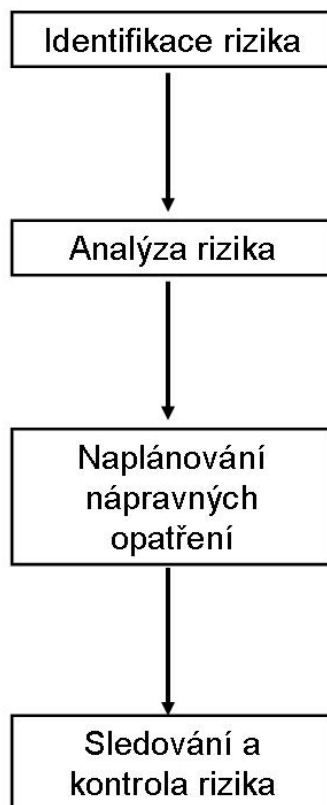 Identifikace rizika
Analýza rizika
Naplánování
nápravných
opatření
Sledování a
kontrola rizika